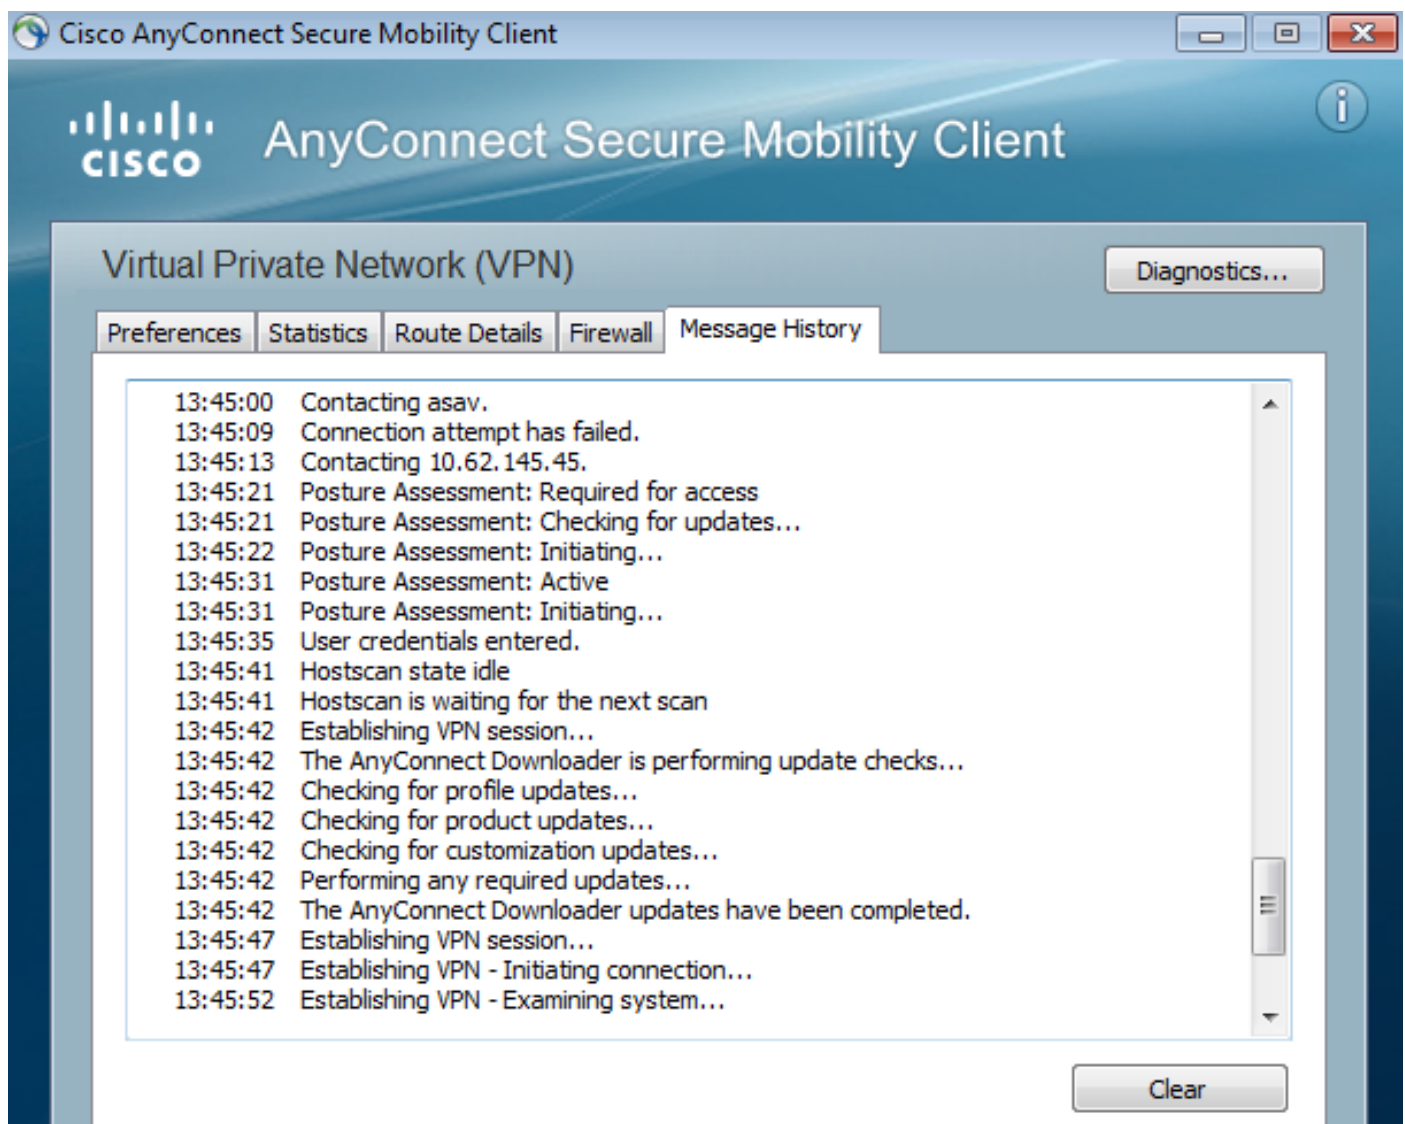 Cisco AnyConnect Secure Mobility Client
CISCO AnyConnect Secure Mobility Client
Virtual Private Network (VPN)
Diagnostics...
Preferences Statistics Route Details Firewall Message History
13:45:00 Contacting asav.
13:45:09 Connection attempt has failed.
13:45:13 Contacting 10.62.145.45.
13:45:21 Posture Assessment: Required for access
13:45:21 Posture Assessment: Checking for updates...
13:45:22 Posture Assessment: Initiating...
13:45:31 Posture Assessment: Active
13:45:31 Posture Assessment: Initiating...
13:45:35 User credentials entered.
13:45:41 Hostscan state idle
13:45:41 Hostscan is waiting for the next scan
13:45:42 Establishing VPN session...
13:45:42 The AnyConnect Downloader is performing update checks...
13:45:42 Checking for profile updates...
13:45:42 Checking for product updates...
13:45:42 Checking for customization updates...
13:45:42 Performing any required updates...
13:45:42 The AnyConnect Downloader updates have been completed.
13:45:47 Establishing VPN session...
13:45:47 Establishing VPN - Initiating connection...
13:45:52 Establishing VPN - Examining system...
Clear